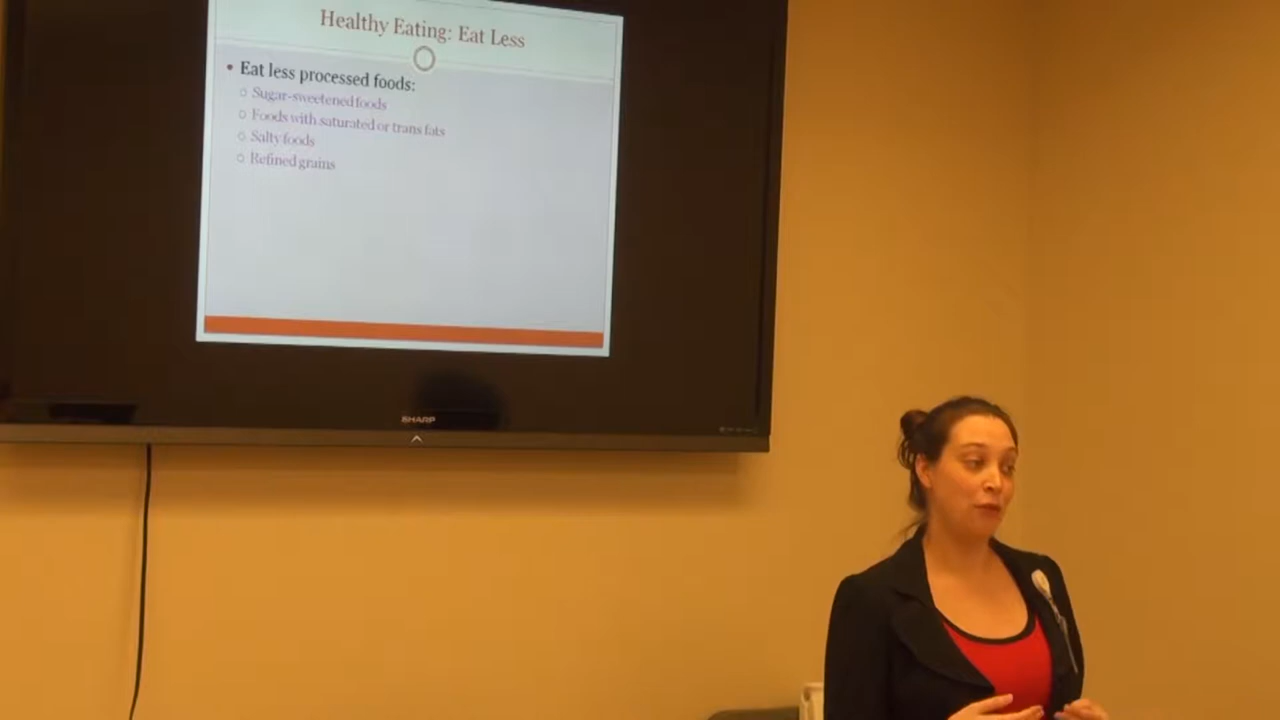 Healthy Eating: Eat Less
• Eat less processed foods:
○ Sugar-sweetened foods
○ Foods with saturated or trans fats
○ Salty foods
○ Refined grains
SHARP